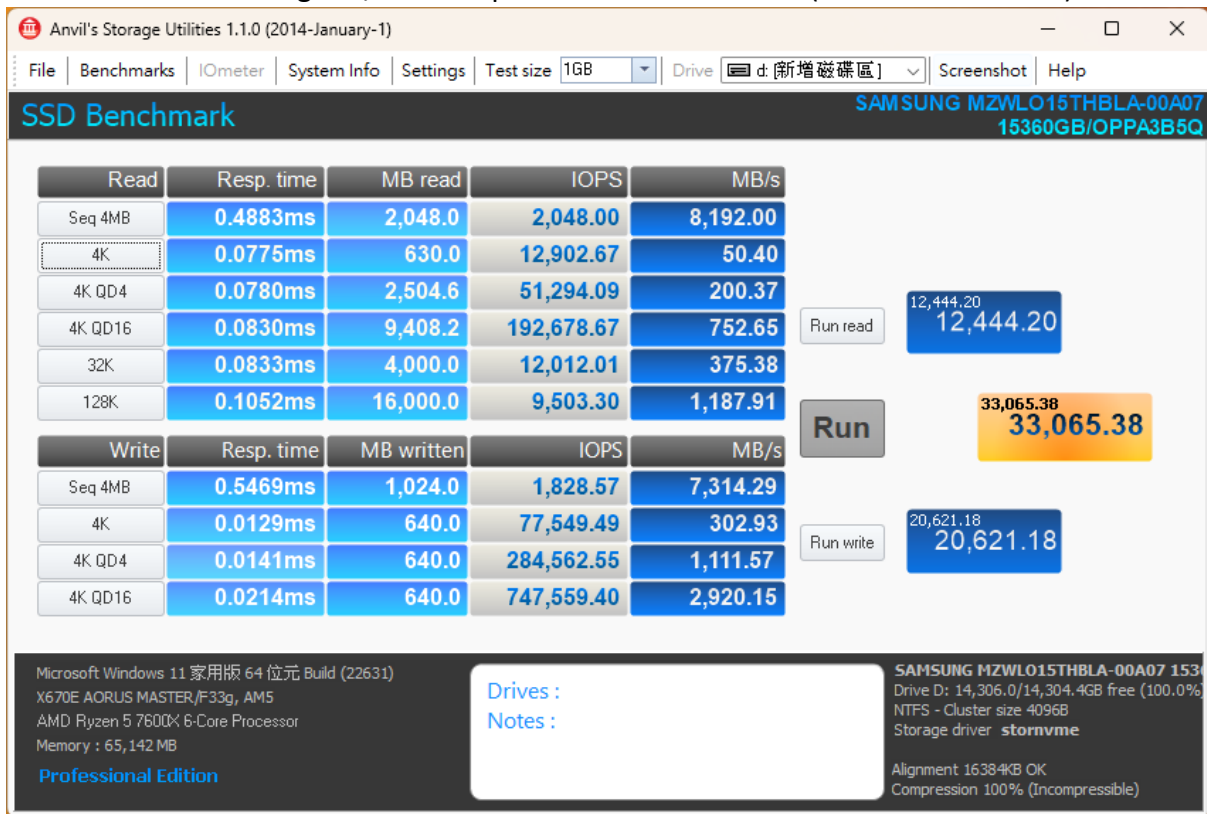 Anvil's Storage Utilities 1.1.0 (2014-January-1)
File Benchmarks IOmeter System Info Settings Test size 1GB Drive d: [新增磁碟區] Screenshot Help
SSD Benchmark
SAMSUNG MZWLO15THBLA-00A07
15360GB/OPPA3B5Q
Read Resp. time MB read IOPS MB/s
Seq 4MB 0.4883ms 2,048.0 2,048.00 8,192.00
4K 0.0775ms 630.0 12,902.67 50.40
4K QD4 0.0780ms 2,504.6 51,294.09 200.37
4K QD16 0.0830ms 9,408.2 192,678.67 752.65
32K 0.0833ms 4,000.0 12,012.01 375.38
128K 0.1052ms 16,000.0 9,503.30 1,187.91
Run read
12,444.20
12,444.20
Run
33,065.38
33,065.38
Write Resp. time MB written IOPS MB/s
Seq 4MB 0.5469ms 1,024.0 1,828.57 7,314.29
4K 0.0129ms 640.0 77,549.49 302.93
4K QD4 0.0141ms 640.0 284,562.55 1,111.57
4K QD16 0.0214ms 640.0 747,559.40 2,920.15
Run write
20,621.18
20,621.18
Microsoft Windows 11 家用版 64 位元 Build (22631)
X670E AORUS MASTER/F33g, AM5
AMD Ryzen 5 7600X 6-Core Processor
Memory : 65,142 MB
Professional Edition
Drives :
Notes :
SAMSUNG MZWLO15THBLA-00A07
Drive D: 14,306.0/14,304.4GB free (100.0%)
NTFS - Cluster size 4096B
Storage driver stornvme
Alignment 16384KB OK
Compression 100% (Incompressible)